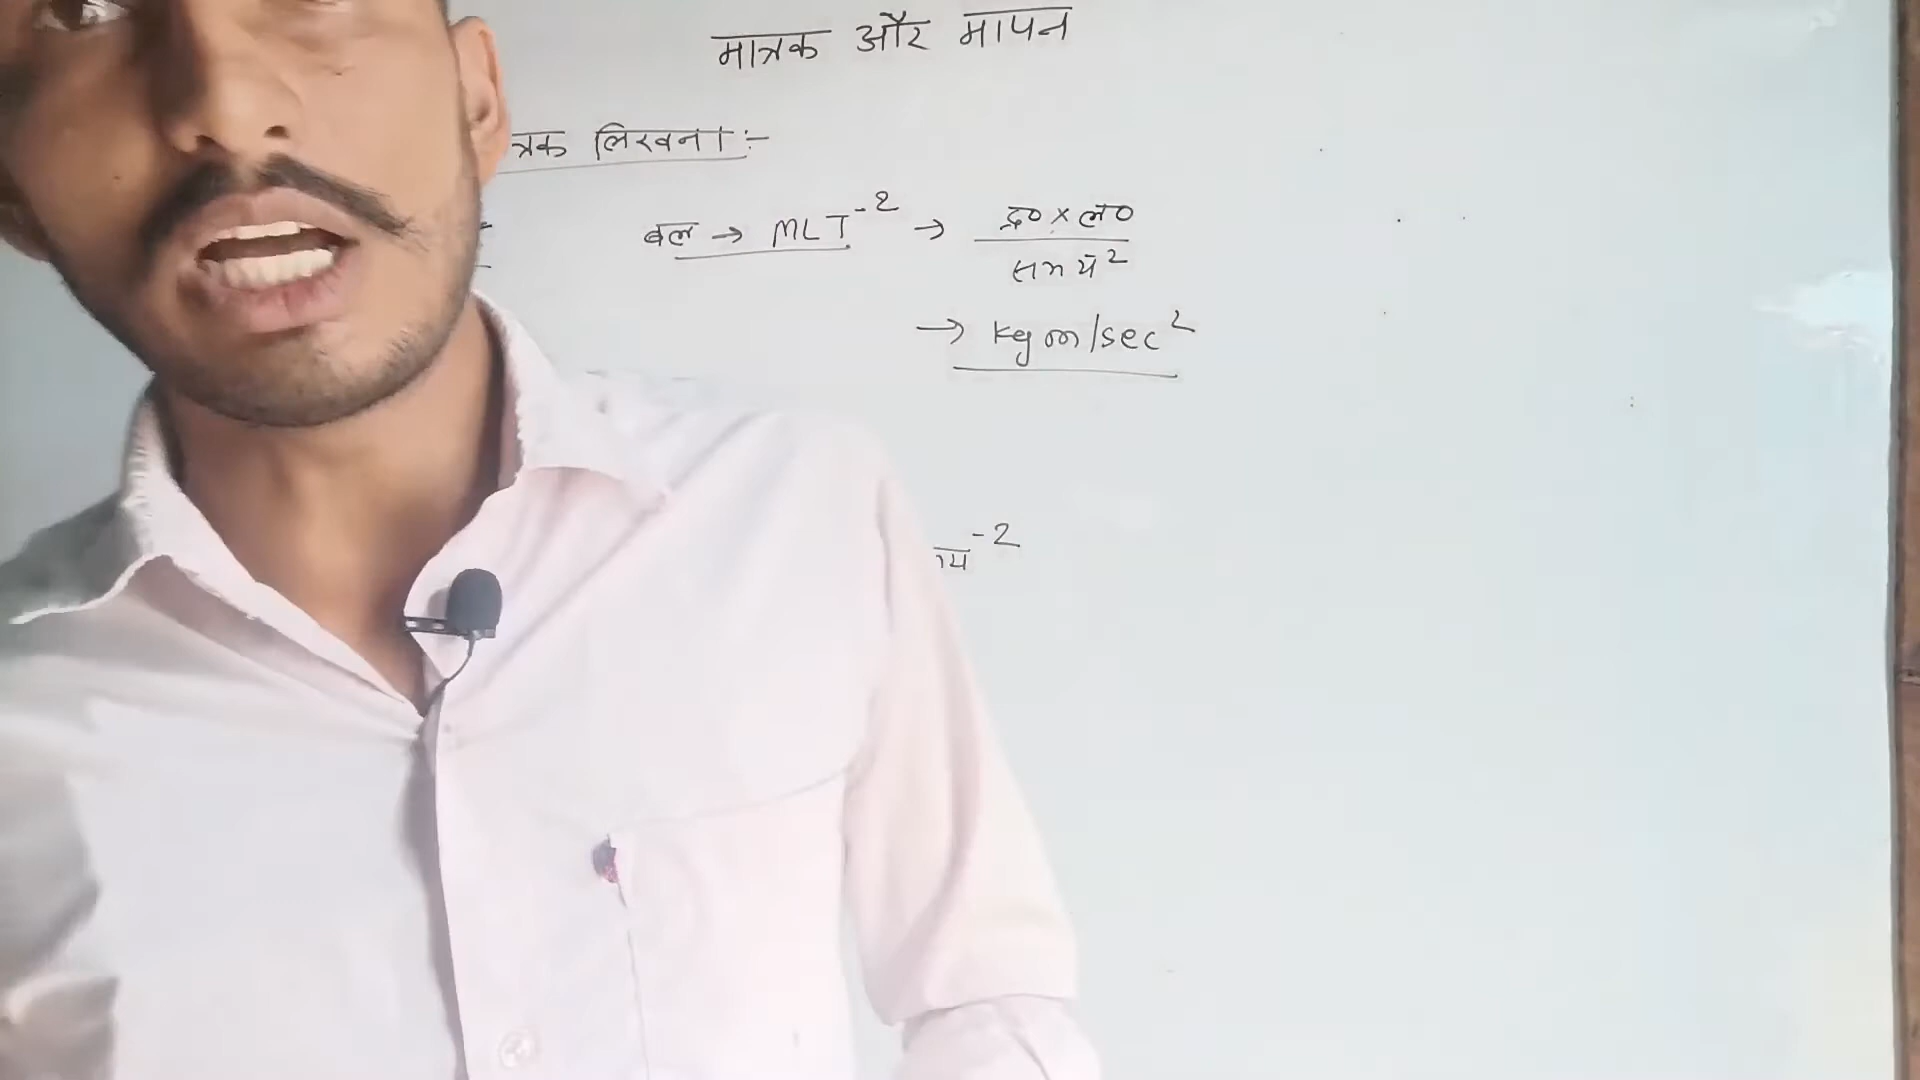 मात्रक और मापन
त्रक लिखना :-
बल → MLT⁻² → द्र० × ल०
समय²
→ kg m/sec²
य⁻²